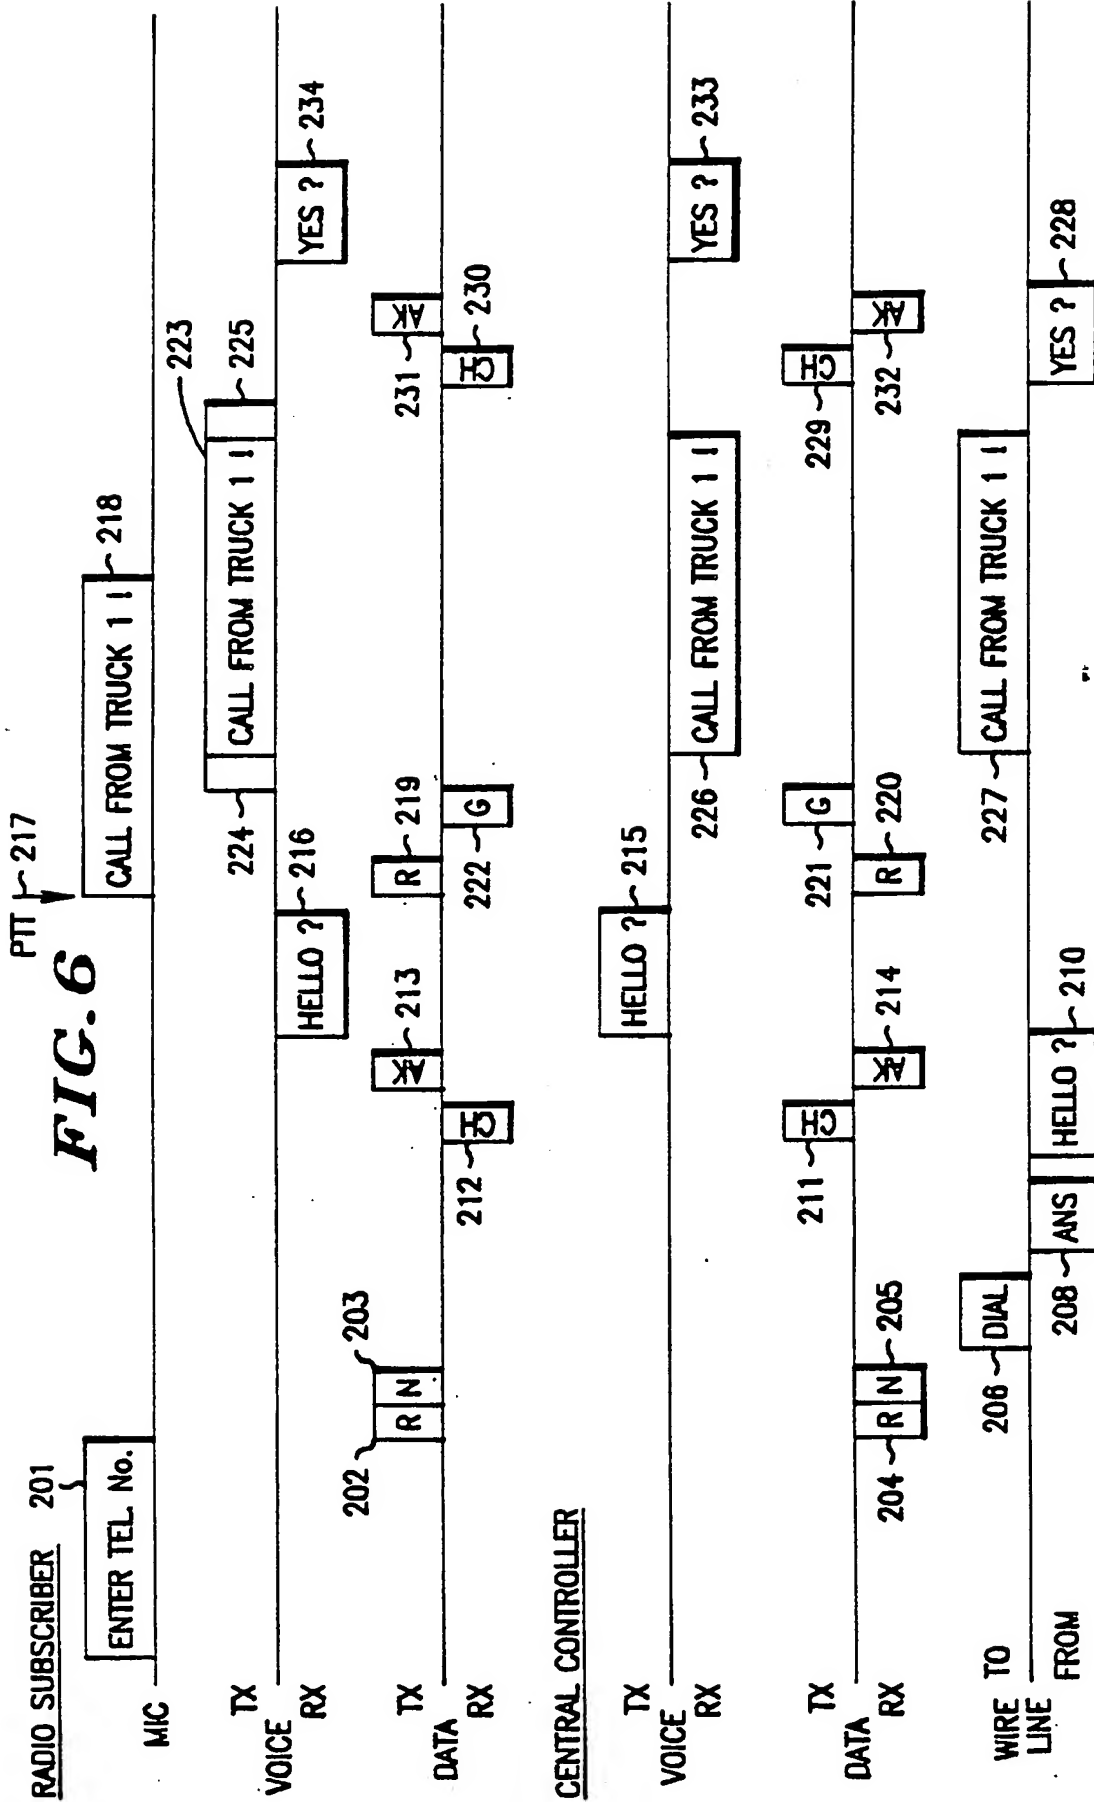 FIG. 6
PTT 217
RADIO SUBSCRIBER
201
ENTER TEL. No.
CALL FROM TRUCK 1 !
218
MIC
223
CALL FROM TRUCK 1 !
225
224
TX
VOICE
RX
HELLO ?
216
YES ?
234
202
203
R N
AK
213
R
219
231
AK
TX
DATA
RX
212
CH
222
G
CH
230
CENTRAL CONTROLLER
HELLO ?
215
TX
VOICE
RX
226
CALL FROM TRUCK 1 !
YES ?
233
211
CH
221
G
229
CH
TX
DATA
RX
204
R N
205
AK
214
R
220
232
AK
206
DIAL
227
CALL FROM TRUCK 1 !
WIRE LINE
TO
FROM
208
ANS
HELLO ?
210
YES ?
228